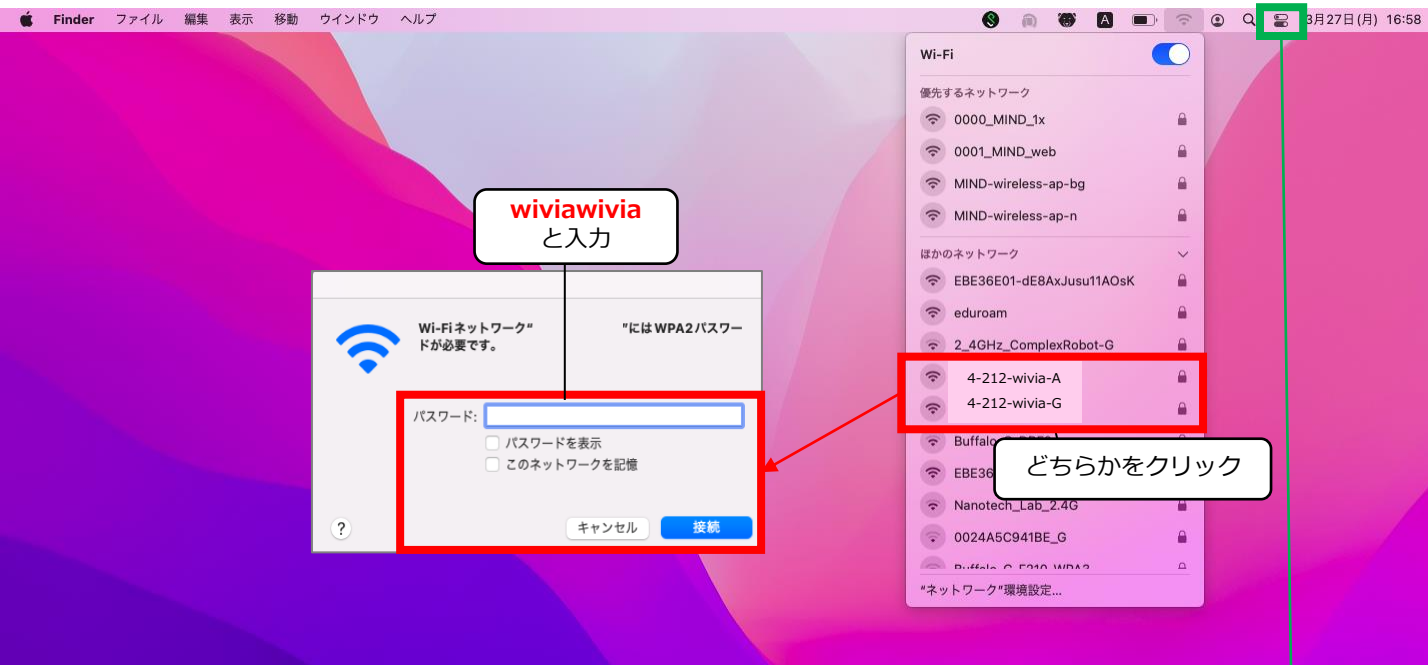 Finder ファイル 編集 表示 移動 ウインドウ ヘルプ
A
3月27日(月) 16:58
Wi-Fi
優先するネットワーク
0000_MIND_1x
0001_MIND_web
MIND-wireless-ap-bg
MIND-wireless-ap-n
ほかのネットワーク
EBE36E01-dE8AxJusu11AOsK
eduroam
2_4GHz_ComplexRobot-G
4-212-wivia-A
4-212-wivia-G
Buffalo
EBE36
どちらかをクリック
Nanotech_Lab_2.4G
0024A5C941BE_G
"ネットワーク"環境設定...
wiviawivia
と入力
Wi-Fiネットワーク" "にはWPA2パスワー
ドが必要です。
パスワード:
パスワードを表示
このネットワークを記憶
?
キャンセル 接続